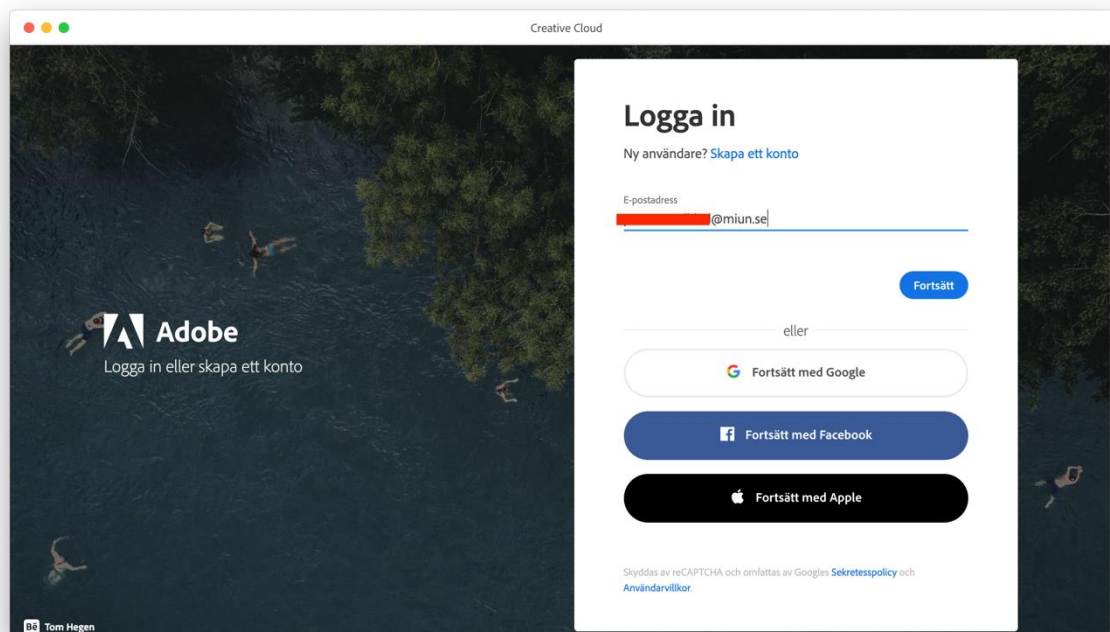 Creative Cloud
Adobe
Logga in eller skapa ett konto
Bē Tom Hegen
Logga in
Ny användare? Skapa ett konto
E-postadress
@miun.se
Fortsätt
eller
G Fortsätt med Google
f Fortsätt med Facebook
Fortsätt med Apple
Skyddas av reCAPTCHA och omfattas av Googles Sekretesspolicy och
Användarvillkor.